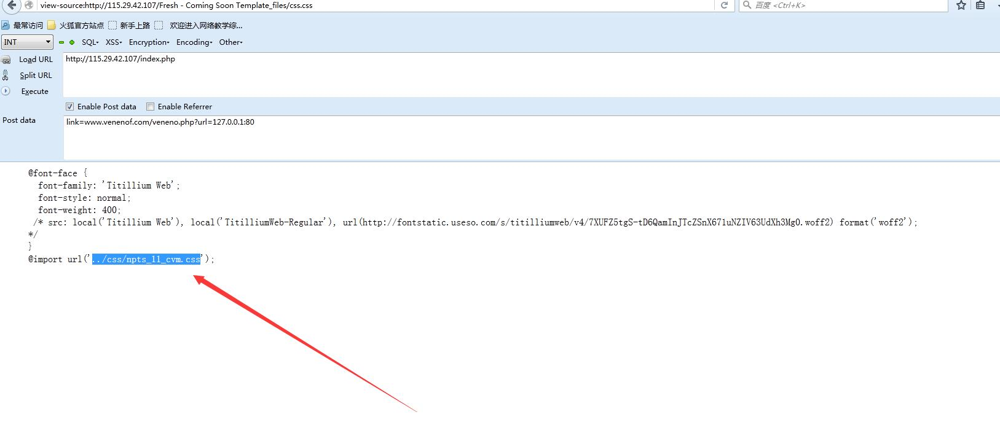 view-source:http://115.29.42.107/Fresh - Coming Soon Template_files/css.css
百度 <Ctrl+K>
最常访问 火狐官方站点 新手上路 欢迎进入网络教学综...
INT SQL XSS Encryption Encoding Other
Load URL http://115.29.42.107/index.php
Split URL
Execute
Enable Post data Enable Referrer
Post data link=www.venenof.com/veneno.php?url=127.0.0.1:80
@font-face {
font-family: 'Titillium Web';
font-style: normal;
font-weight: 400;
/* src: local('Titillium Web'), local('TitilliumWeb-Regular'), url(http://fontstatic.useso.com/s/titilliumweb/v4/7XUFZ5tgS-tD6QamInJTcZSnX671uNZIV63UdXh3Mg0.woff2) format('woff2');
*/
}
@import url('../css/npts_ll_cvm.css');